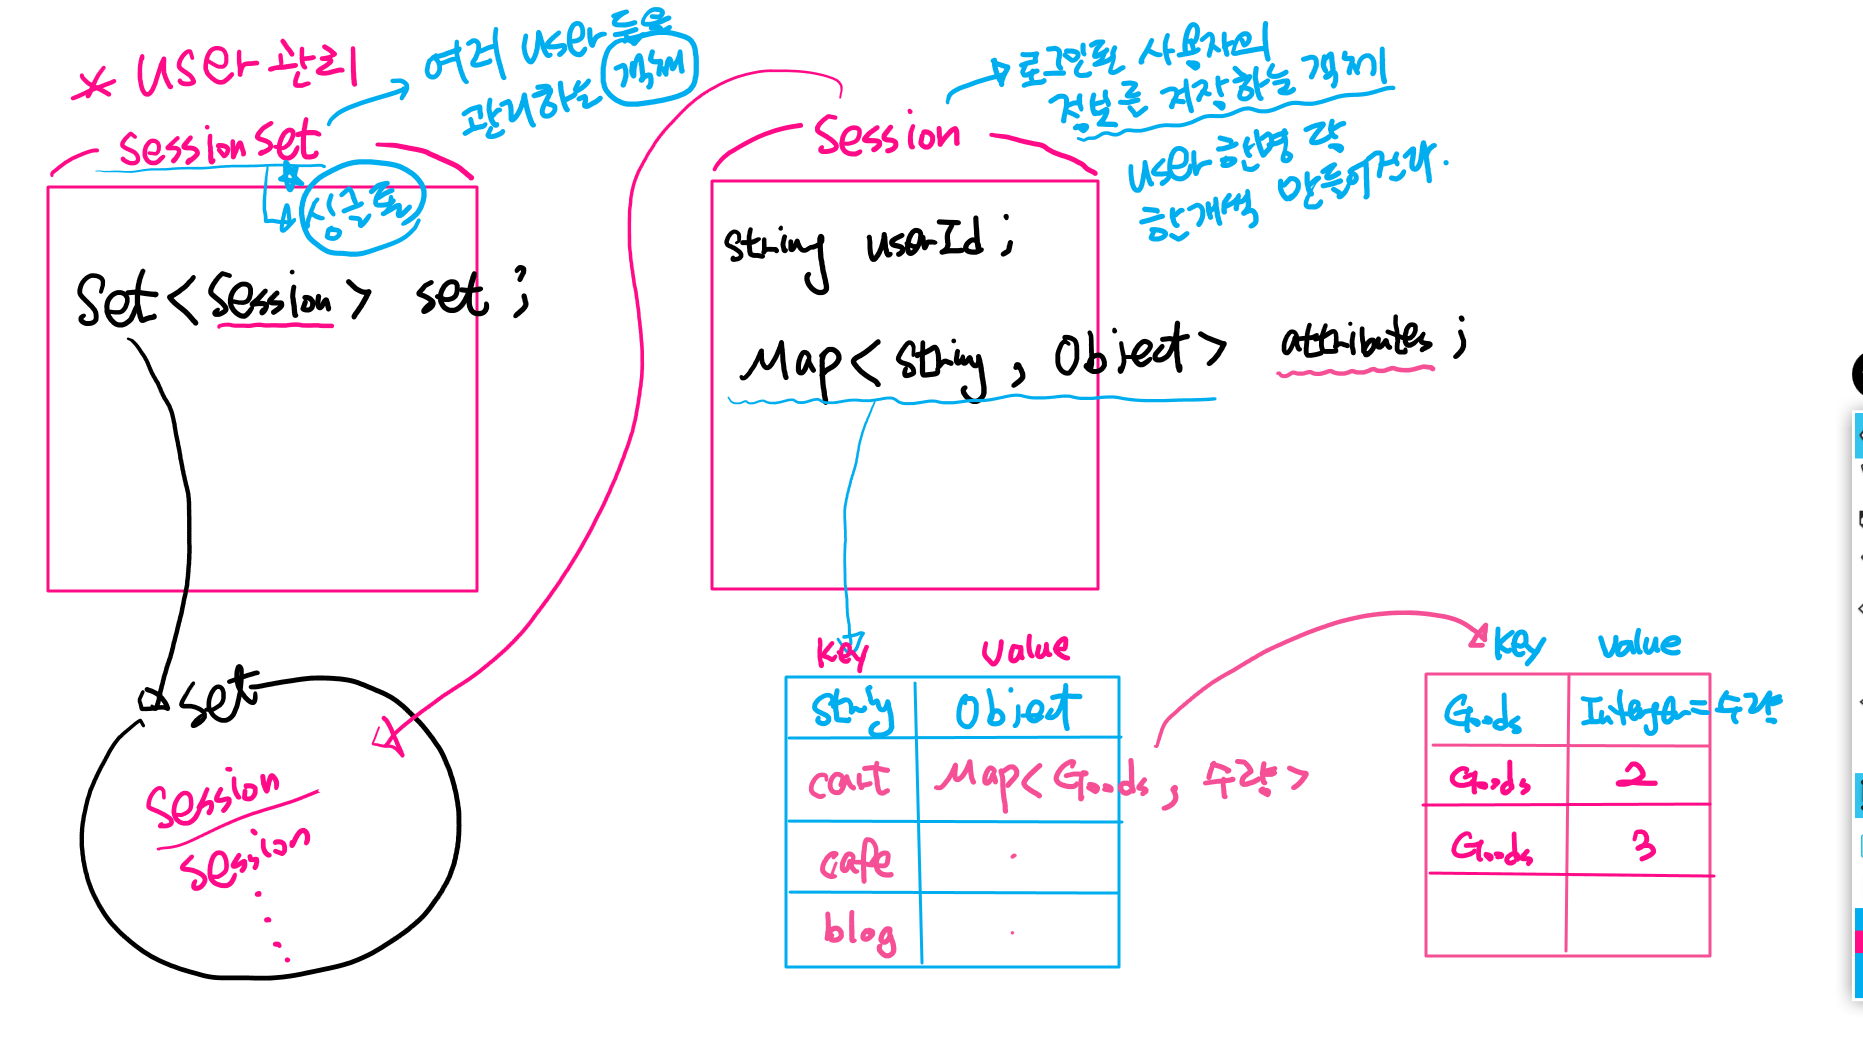 * user 관리
여러 user들을
관리하는 객체
session set
싱글톤
Set<Session> set ;
set
session
session
Session
로그인된 사용자의
정보를 저장하는 객체
user 한명 당
한개씩 만들어진다.
String userId ;
Map<String, Object> attributes ;
key value
String Object
cart Map<Goods, 수량>
cafe .
blog .
key value
Goods Integer = 수량
Goods 2
Goods 3